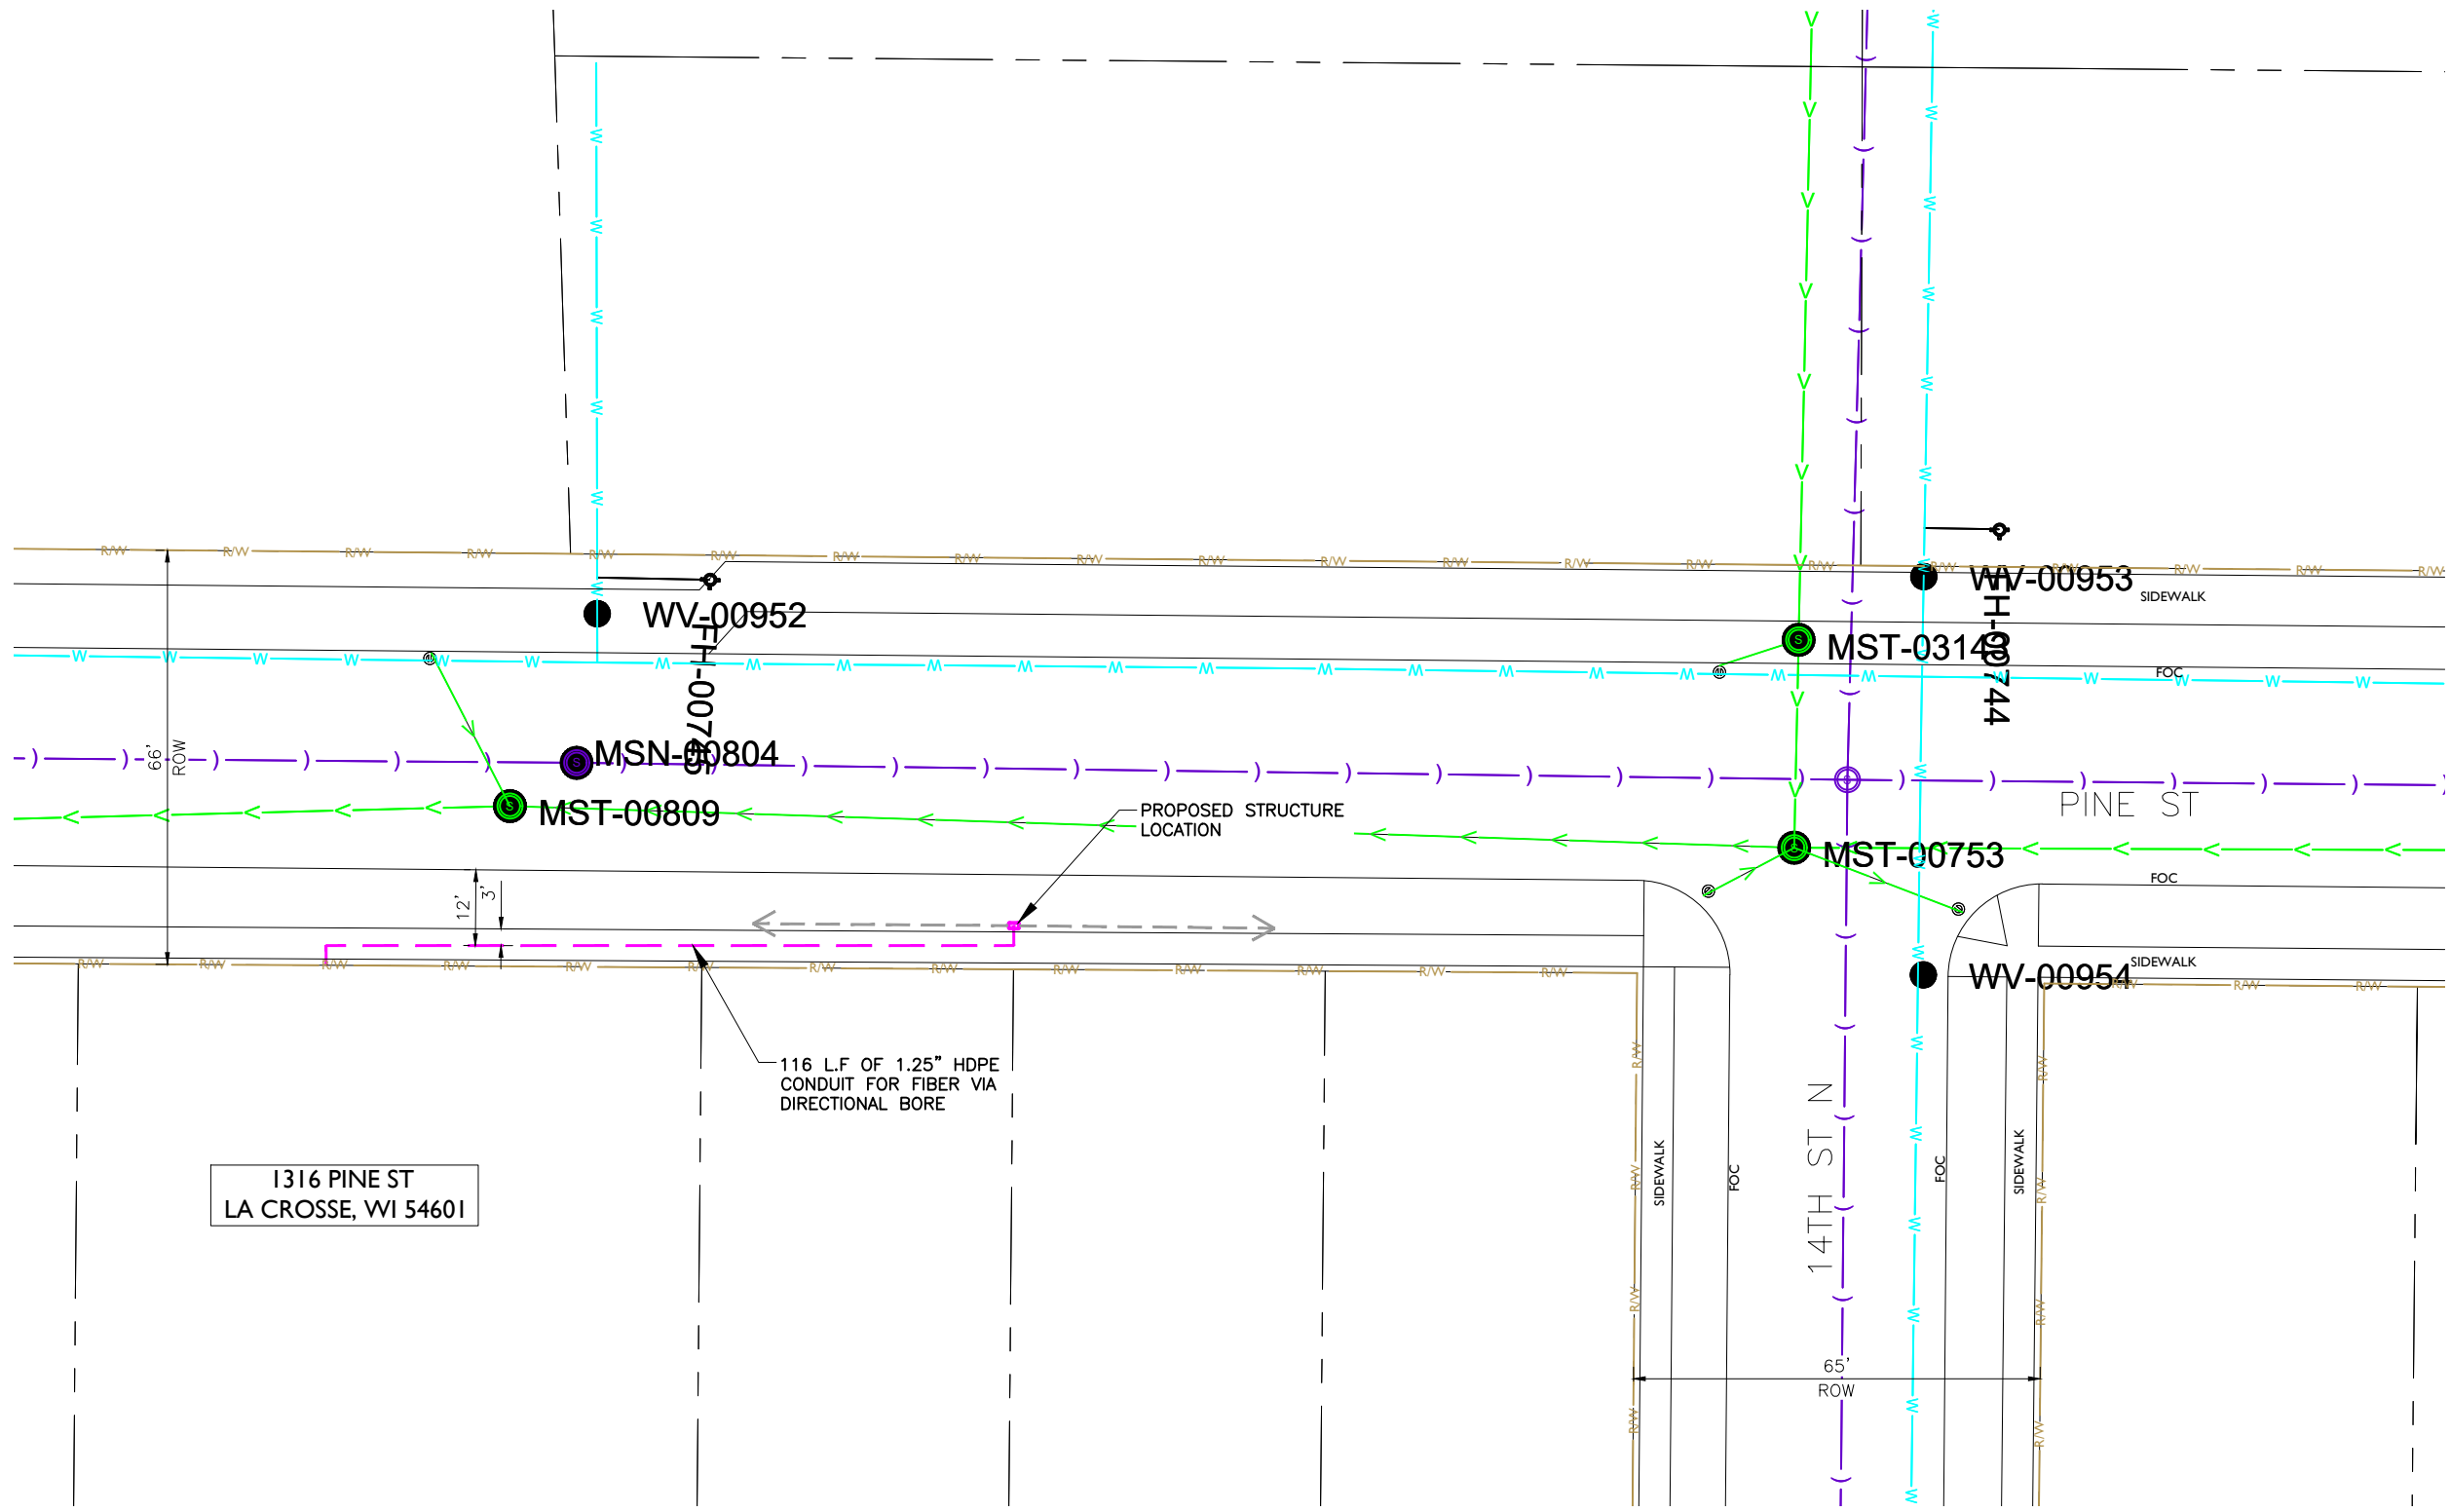 R/W R/W R/W R/W R/W R/W R/W R/W R/W R/W R/W R/W R/W R/W R/W R/W R/W R/W R/W R/W
WV-00952
WV-00953
SIDEWALK
FH-00745
FH-00744
MST-03143
FOC
66'
ROW
MSN-00804
MST-00809
PROPOSED STRUCTURE
LOCATION
PINE ST
MST-00753
12'
3'
FOC
SIDEWALK
WV-00954
R/W R/W R/W R/W R/W R/W R/W R/W R/W R/W R/W R/W R/W R/W R/W R/W
116 L.F OF 1.25" HDPE
CONDUIT FOR FIBER VIA
DIRECTIONAL BORE
1316 PINE ST
LA CROSSE, WI 54601
SIDEWALK
FOC
14TH ST N
FOC
SIDEWALK
R/W R/W R/W R/W
R/W R/W R/W R/W
65'
ROW